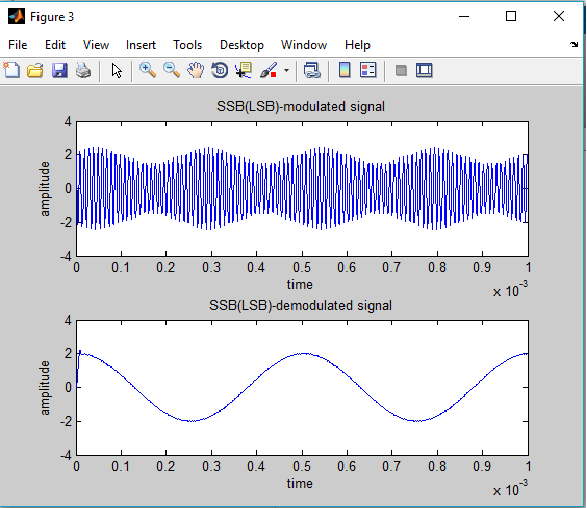 Figure 3
File Edit View Insert Tools Desktop Window Help
SSB(LSB)-modulated signal
4
2
0
-2
-4
amplitude
0 0.1 0.2 0.3 0.4 0.5 0.6 0.7 0.8 0.9 1
time
× 10⁻³
SSB(LSB)-demodulated signal
4
2
0
-2
-4
amplitude
0 0.1 0.2 0.3 0.4 0.5 0.6 0.7 0.8 0.9 1
time
× 10⁻³